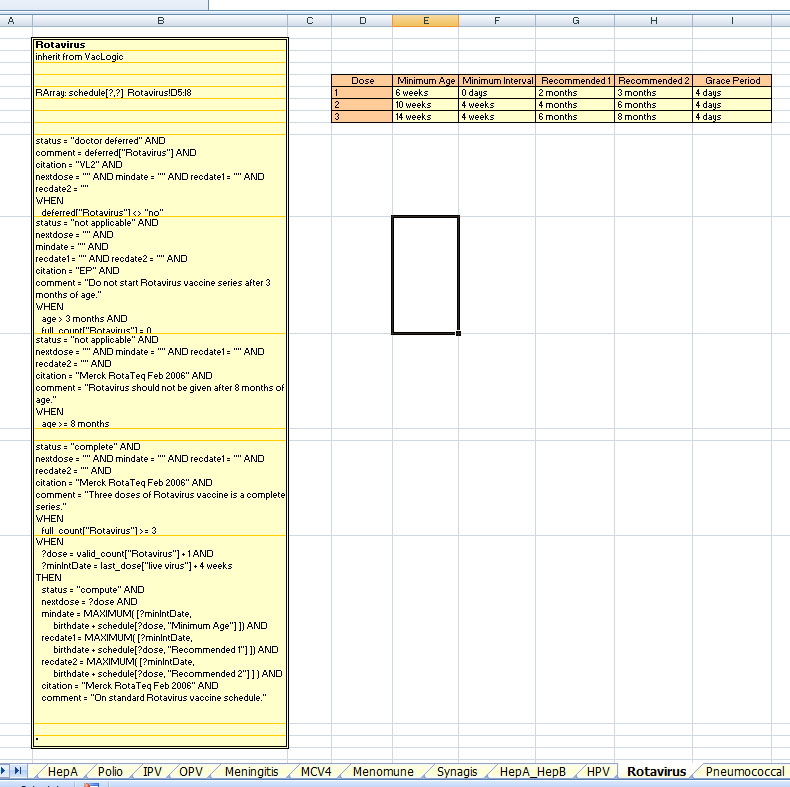 A B C D E F G H I
Rotavirus
inherit from VacLogic
RArray: schedule[?,?] Rotavirus!D5:I8
Dose Minimum Age Minimum Interval Recommended 1 Recommended 2 Grace Period
1 6 weeks 0 days 2 months 3 months 4 days
2 10 weeks 4 weeks 4 months 6 months 4 days
3 14 weeks 4 weeks 6 months 8 months 4 days
status = "doctor deferred" AND
comment = deferred["Rotavirus"] AND
citation = "VL2" AND
nextdose = "" AND mindate = "" AND recdate1 = "" AND
recdate2 = ""
WHEN
deferred["Rotavirus"] <> "no"
status = "not applicable" AND
nextdose = "" AND
mindate = "" AND
recdate1 = "" AND recdate2 = "" AND
citation = "EP" AND
comment = "Do not start Rotavirus vaccine series after 3
months of age."
WHEN
age > 3 months AND
full_count["Rotavirus"] = 0
status = "not applicable" AND
nextdose = "" AND mindate = "" AND recdate1 = "" AND
recdate2 = "" AND
citation = "Merck RotaTeq Feb 2006" AND
comment = "Rotavirus should not be given after 8 months of
age."
WHEN
age >= 8 months
status = "complete" AND
nextdose = "" AND mindate = "" AND recdate1 = "" AND
recdate2 = "" AND
citation = "Merck RotaTeq Feb 2006" AND
comment = "Three doses of Rotavirus vaccine is a complete
series."
WHEN
full_count["Rotavirus"] >= 3
WHEN
?dose = valid_count["Rotavirus"] + 1 AND
?minIntDate = last_dose["live virus"] + 4 weeks
THEN
status = "compute" AND
nextdose = ?dose AND
mindate = MAXIMUM( [?minIntDate,
birthdate + schedule[?dose, "Minimum Age"] ]) AND
recdate1 = MAXIMUM( [?minIntDate,
birthdate + schedule[?dose, "Recommended 1"] ]) AND
recdate2 = MAXIMUM( [?minIntDate,
birthdate + schedule[?dose, "Recommended 2"] ] ) AND
citation = "Merck RotaTeq Feb 2006" AND
comment = "On standard Rotavirus vaccine schedule."
HepA Polio IPV OPV Meningitis MCV4 Menomune Synagis HepA_HepB HPV Rotavirus Pneumococcal